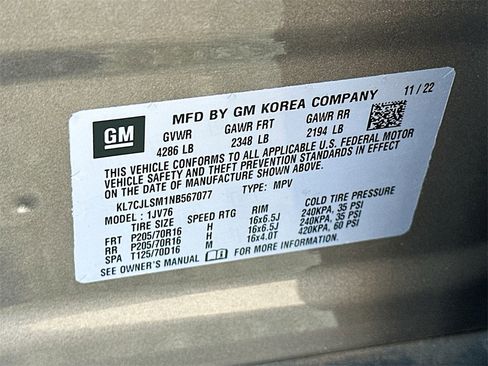 GM
MFD BY GM KOREA COMPANY 11 / 22
GVWR GAWR FRT GAWR RR
4286 LB 2348 LB 2194 LB
THIS VEHICLE CONFORMS TO ALL APPLICABLE U.S. FEDERAL MOTOR
VEHICLE SAFETY AND THEFT PREVENTION STANDARDS IN EFFECT
ON THE DATE OF MANUFACTURE SHOWN ABOVE.
KL7CJLSM1NB567077 TYPE: MPV
MODEL: 1JV76
TIRE SIZE SPEED RTG RIM COLD TIRE PRESSURE
FRT P205/70R16 H 16x6.5J 240KPA, 35 PSI
RR P205/70R16 H 16x6.5J 240KPA, 35 PSI
SPA T125/70D16 M 16x4.0T 420KPA, 60 PSI
SEE OWNER'S MANUAL FOR MORE INFORMATION.